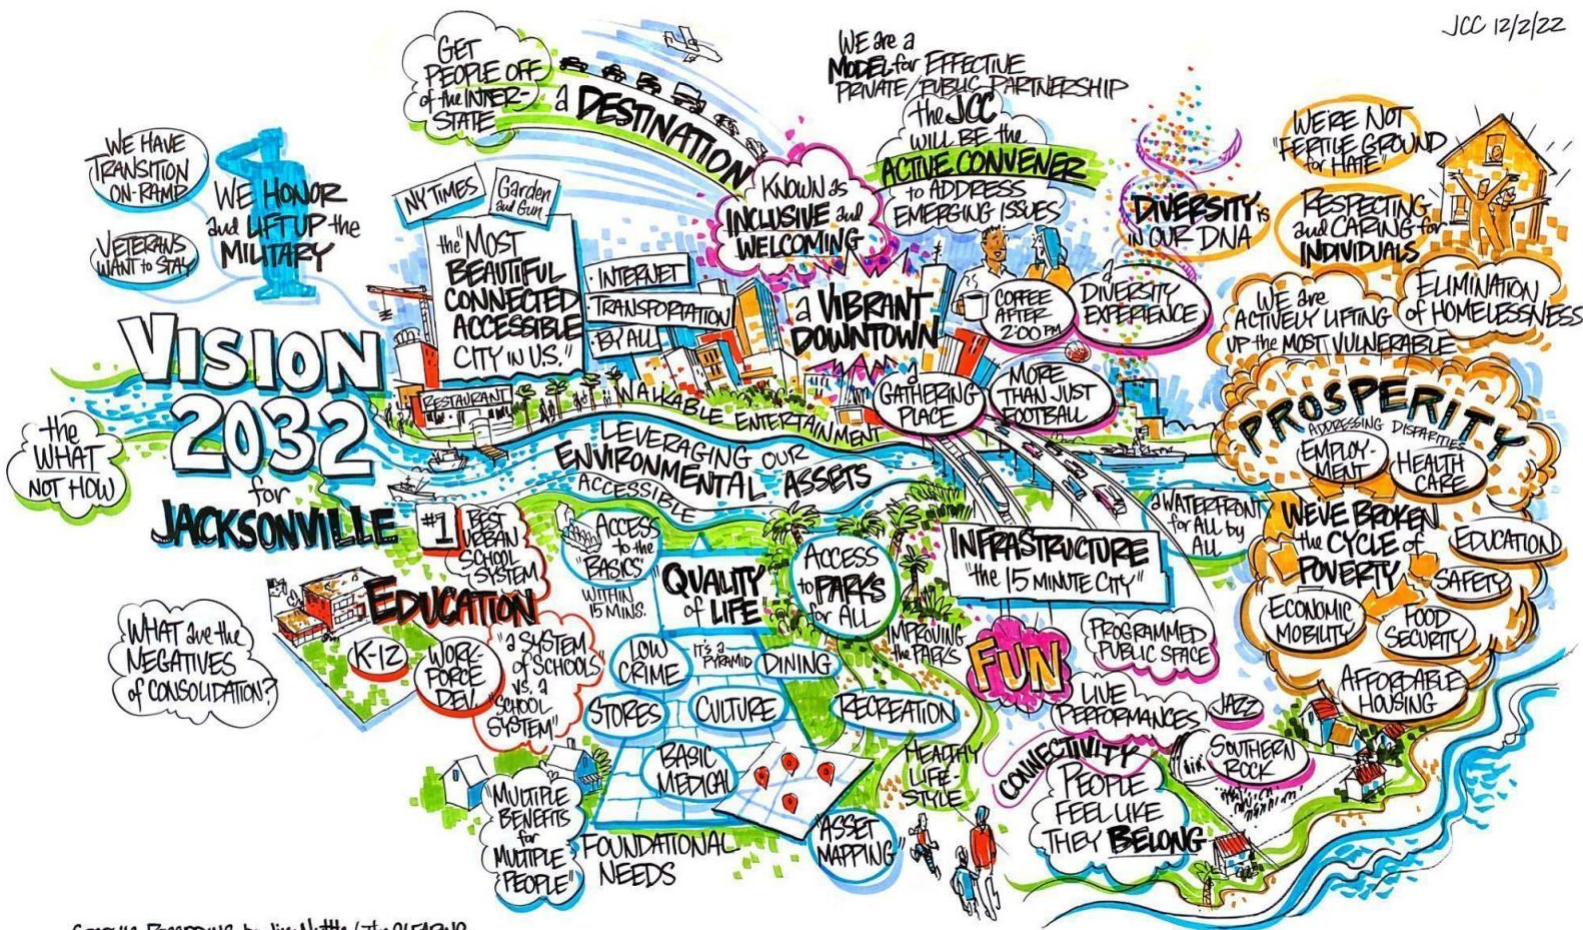 JCC 12/2/22
GET
PEOPLE OFF
of the INTER-
STATE
a DESTINATION
WE are a
MODEL for EFFECTIVE
PRIVATE/PUBLIC PARTNERSHIP
the JCC
WILL BE the
ACTIVE CONVENER
to ADDRESS
EMERGING ISSUES
WE HAVE
TRANSITION
ON-RAMP
VETERANS
WANT to STAY
WE HONOR
and LIFT UP the
MILITARY
NY TIMES
Garden
and Gun
the "MOST
BEAUTIFUL
CONNECTED
ACCESSIBLE
CITY IN U.S."
• INTERNET
TRANSPORTATION
• BY ALL
KNOWN as
INCLUSIVE and
WELCOMING
a VIBRANT
DOWNTOWN
COFFEE
AFTER
2:00 PM
a
DIVERSITY
EXPERIENCE
DIVERSITY is
IN OUR DNA
WE'RE NOT
"FERTILE GROUND
for HATE"
RESPECTING
and CARING for
INDIVIDUALS
ELIMINATION
of HOMELESSNESS
WE are
ACTIVELY LIFTING
UP the MOST VULNERABLE
a
GATHERING
PLACE
MORE
THAN JUST
FOOTBALL
RESTAURANT
WALKABLE ENTERTAINMENT
VISION
2032
for
JACKSONVILLE
the
WHAT
NOT HOW
LEVERAGING OUR
ENVIRONMENTAL ASSETS
ACCESSIBLE
PROSPERITY
ADDRESSING DISPARITIES
EMPLOY-
MENT
HEALTH
CARE
WE'VE BROKEN
the CYCLE of
POVERTY
EDUCATION
SAFETY
ECONOMIC
MOBILITY
FOOD
SECURITY
AFFORDABLE
HOUSING
a WATERFRONT
for ALL by
ALL
INFRASTRUCTURE
"the 15 MINUTE CITY"
#1
BEST
URBAN
SCHOOL
SYSTEM
EDUCATION
K-12
WORK
FORCE
DEV.
"a SYSTEM
of SCHOOLS"
VS. a
"SCHOOL
SYSTEM"
WHAT are the
NEGATIVES
of CONSOLIDATION?
ACCESS
to the
"BASICS"
WITHIN
15 MINS.
QUALITY
of LIFE
ACCESS
to PARKS
for ALL
IMPROVING
the PARKS
LOW
CRIME
IT'S a
PYRAMID
DINING
STORES
CULTURE
RECREATION
BASIC
MEDICAL
HEALTHY
LIFE-
STYLE
"MULTIPLE
BENEFITS
for
MULTIPLE
PEOPLE"
FOUNDATIONAL
NEEDS
"ASSET
MAPPING"
FUN
PROGRAMMED
PUBLIC SPACE
LIVE
PERFORMANCES
JAZZ
SOUTHERN
ROCK
CONNECTIVITY
PEOPLE
FEEL LIKE
THEY BELONG